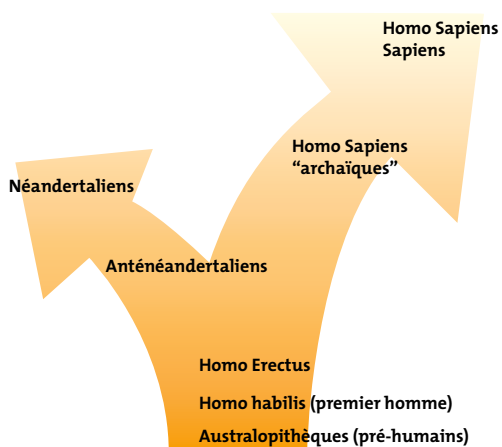 Homo Sapiens
Sapiens
Homo Sapiens
“archaïques”
Néandertaliens
Anténéandertaliens
Homo Erectus
Homo habilis (premier homme)
Australopithèques (pré-humains)